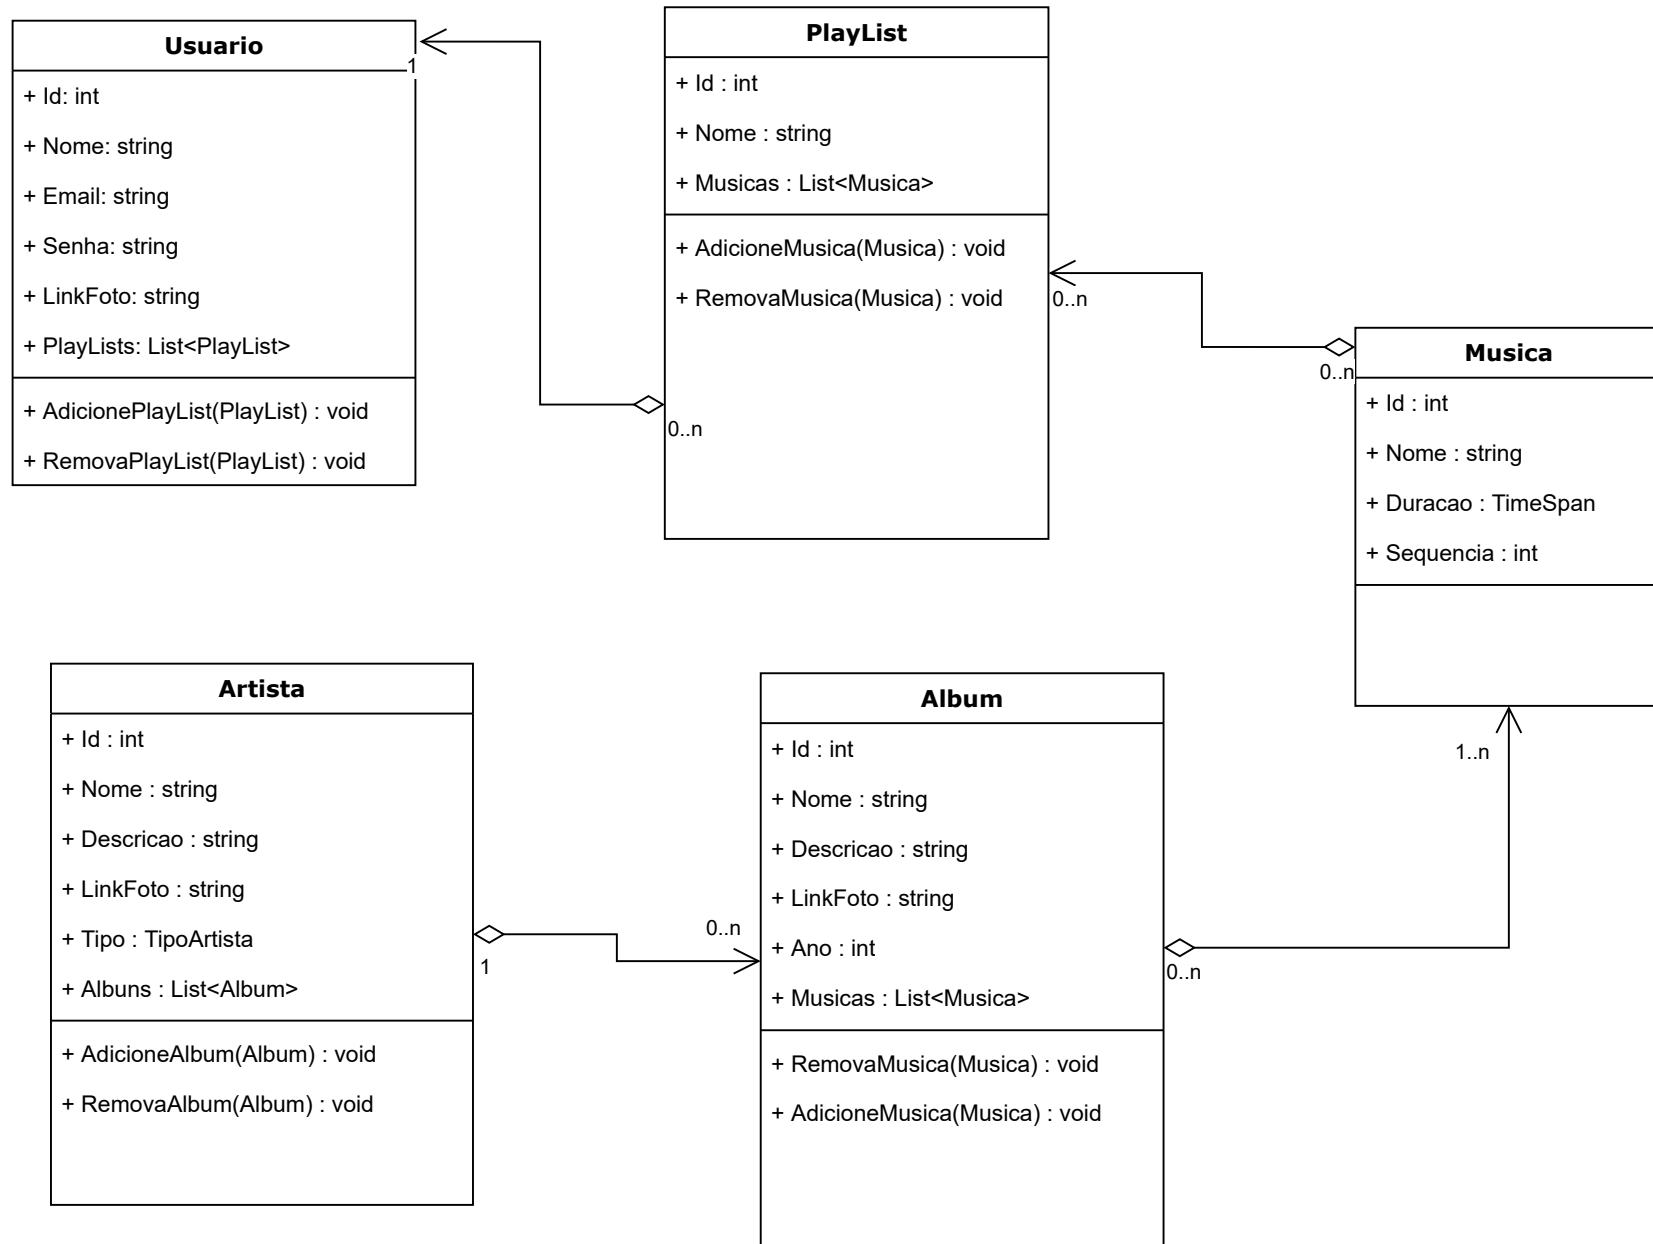 Usuario
1
+ Id: int
+ Nome: string
+ Email: string
+ Senha: string
+ LinkFoto: string
+ PlayLists: List<PlayList>
+ AdicionePlayList(PlayList) : void
+ RemovaPlayList(PlayList) : void
PlayList
+ Id : int
+ Nome : string
+ Musicas : List<Musica>
+ AdicioneMusica(Musica) : void
+ RemovaMusica(Musica) : void
0..n
0..n
0..n
Musica
+ Id : int
+ Nome : string
+ Duracao : TimeSpan
+ Sequencia : int
1..n
Artista
+ Id : int
+ Nome : string
+ Descricao : string
+ LinkFoto : string
+ Tipo : TipoArtista
+ Albuns : List<Album>
+ AdicioneAlbum(Album) : void
+ RemovaAlbum(Album) : void
1
0..n
Album
+ Id : int
+ Nome : string
+ Descricao : string
+ LinkFoto : string
+ Ano : int
+ Musicas : List<Musica>
+ RemovaMusica(Musica) : void
+ AdicioneMusica(Musica) : void
0..n